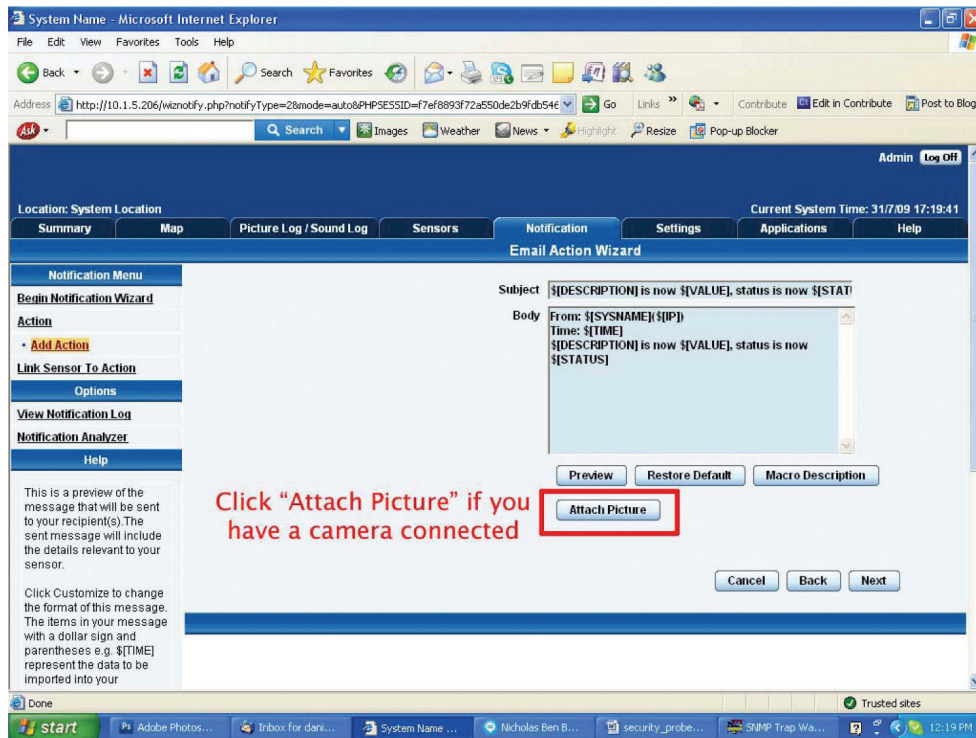 System Name - Microsoft Internet Explorer
File Edit View Favorites Tools Help
Back Search Favorites
Address http://10.1.5.206/wiznotify.php?notifyType=2&mode=auto&PHPSESSID=f7ef8893f72a550de2b9fdb54 Go Links » Contribute Edit in Contribute Post to Blog
Ask Search Images Weather News Highlight Resize Pop-up Blocker
Admin Log Off
Location: System Location Current System Time: 31/7/09 17:19:41
Summary Map Picture Log / Sound Log Sensors Notification Settings Applications Help
Email Action Wizard
Notification Menu
Begin Notification Wizard
Action
• Add Action
Link Sensor To Action
Options
View Notification Log
Notification Analyzer
Help
This is a preview of the
message that will be sent
to your recipient(s).The
sent message will include
the details relevant to your
sensor.
Click Customize to change
the format of this message.
The items in your message
with a dollar sign and
parentheses e.g. $[TIME]
represent the data to be
imported into your
Subject $[DESCRIPTION] is now $[VALUE], status is now $[STAT
Body From: $[SYSNAME]($[IP])
Time: $[TIME]
$[DESCRIPTION] is now $[VALUE], status is now
$[STATUS]
Preview Restore Default Macro Description
Click “Attach Picture” if you
have a camera connected
Attach Picture
Cancel Back Next
Done Trusted sites
start Adobe Photos... Inbox for dani... System Name ... Nicholas Ben B... security_probe... SNMP Trap Wa... 12:19 PM